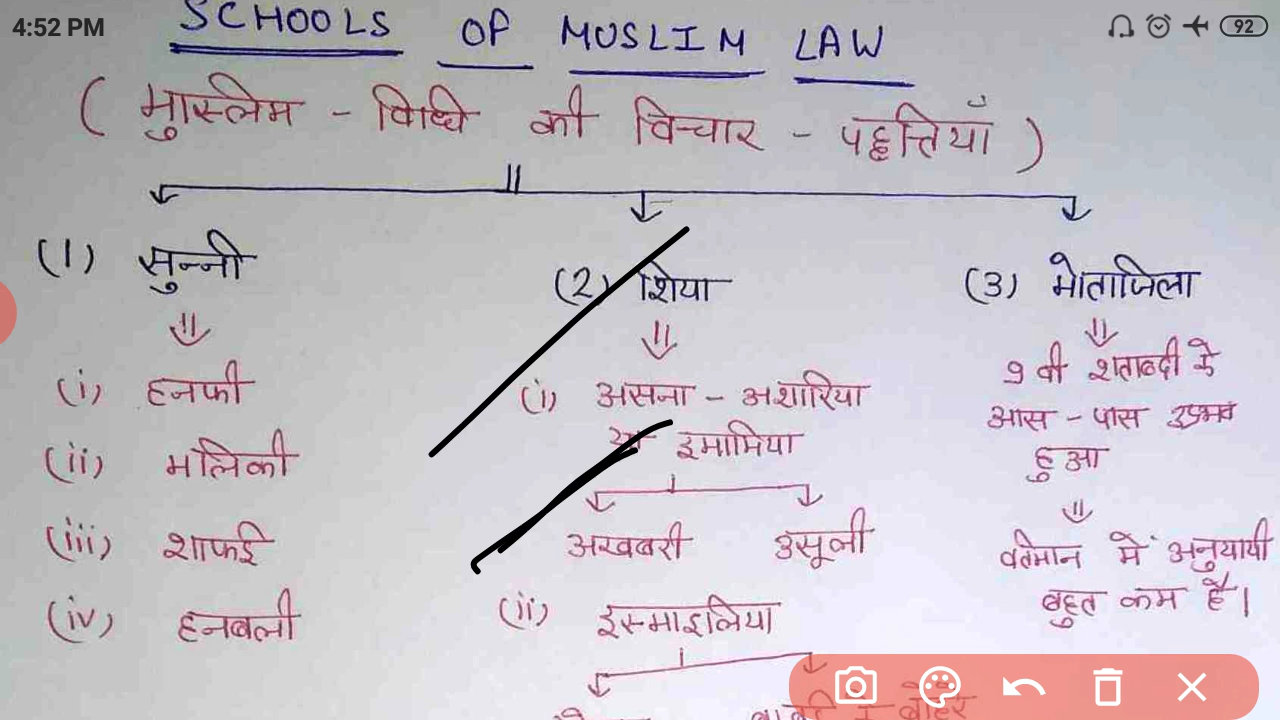 4:52 PM
92
SCHOOLS OF MUSLIM LAW
( मुस्लिम - विधि की विचार - पद्धतियाँ )
(1) सुन्नी
(i) हनफी
(ii) मलिकी
(iii) शाफई
(iv) हनबली
(2) शिया
(i) असना - अशारिया
या इमामिया
अखबरी उसूली
(ii) इस्माइलिया
(3) मोताजिला
9 वी शताब्दी के
आस - पास उद्भव
हुआ
वर्तमान में अनुयायी
बहुत कम है।